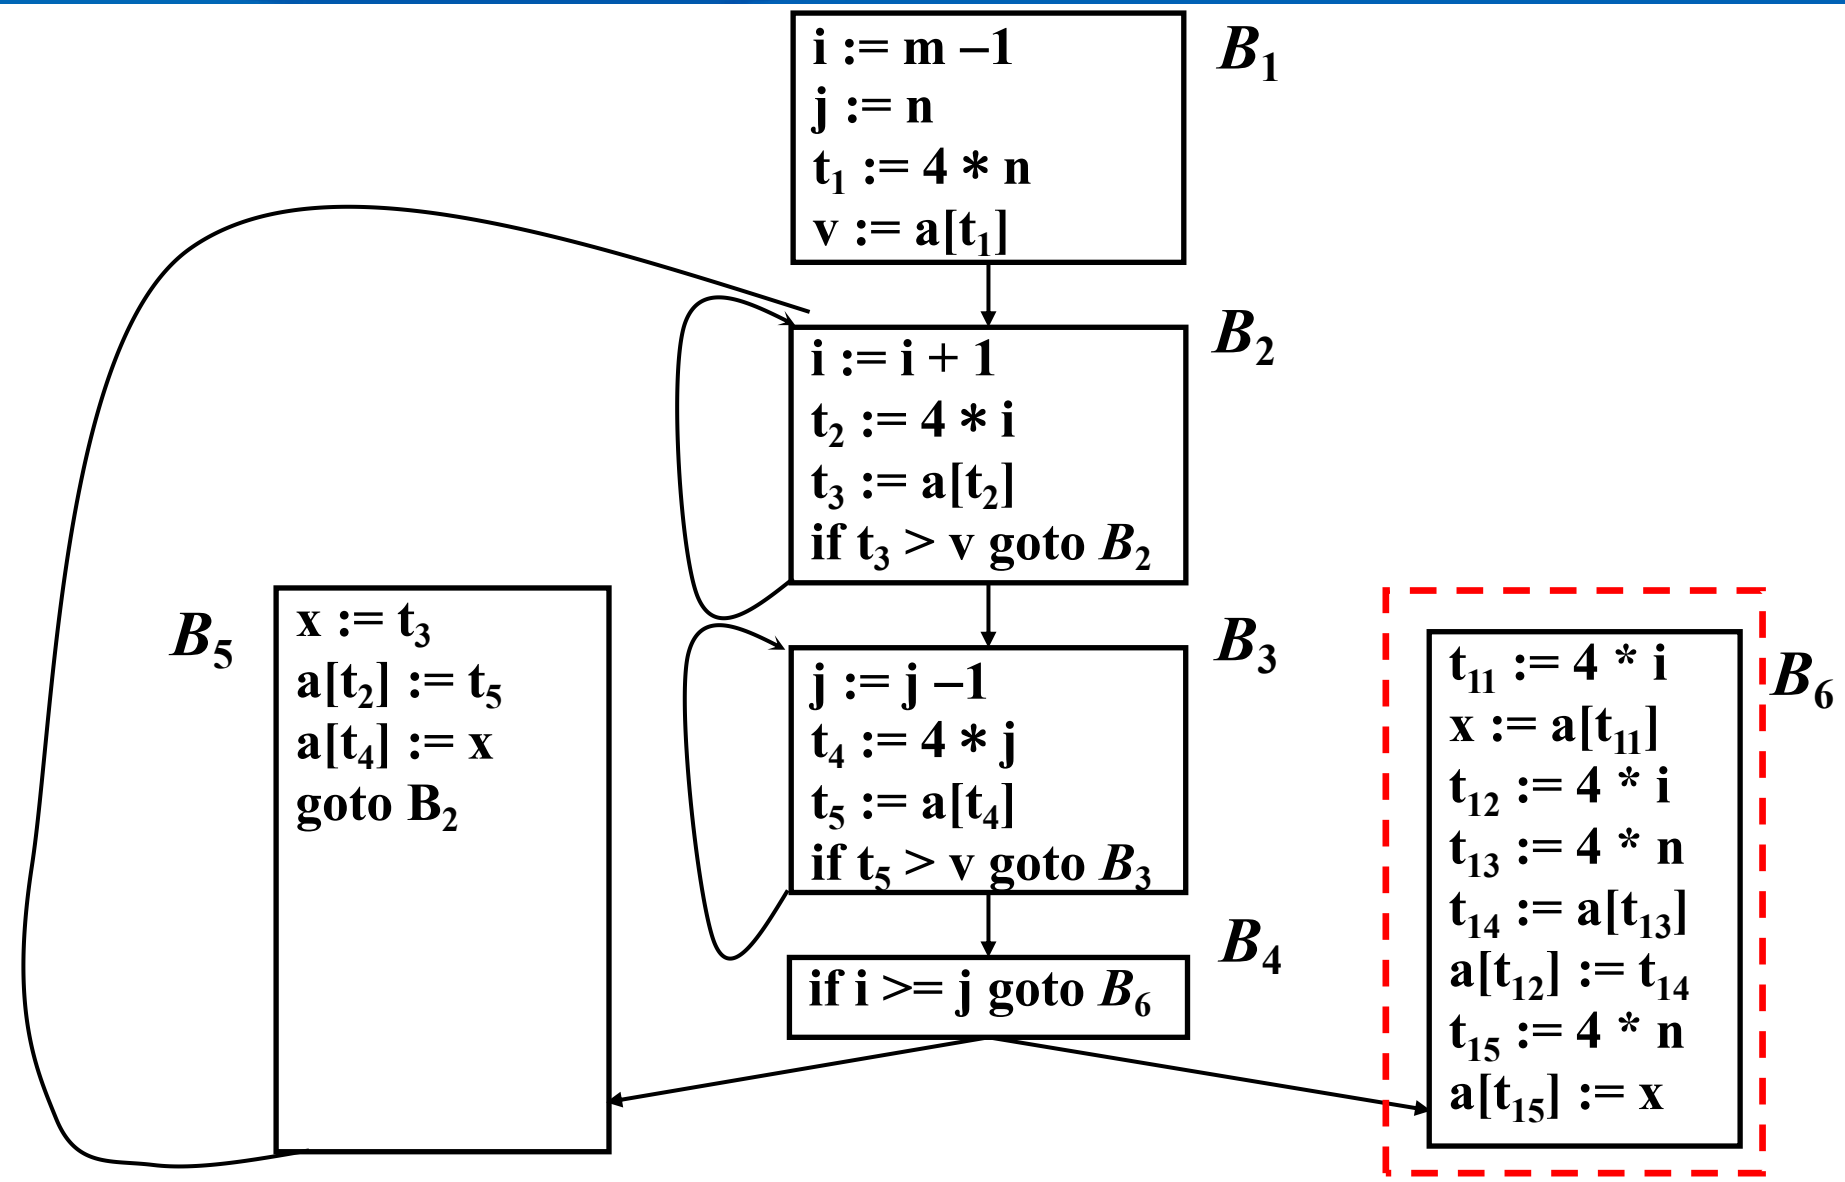 i := m –1
j := n
t₁ := 4 * n
v := a[t₁]
B₁
i := i + 1
t₂ := 4 * i
t₃ := a[t₂]
if t₃ > v goto B₂
B₂
j := j –1
t₄ := 4 * j
t₅ := a[t₄]
if t₅ > v goto B₃
B₃
if i >= j goto B₆
B₄
B₅
x := t₃
a[t₂] := t₅
a[t₄] := x
goto B₂
t₁₁ := 4 * i
x := a[t₁₁]
t₁₂ := 4 * i
t₁₃ := 4 * n
t₁₄ := a[t₁₃]
a[t₁₂] := t₁₄
t₁₅ := 4 * n
a[t₁₅] := x
B₆